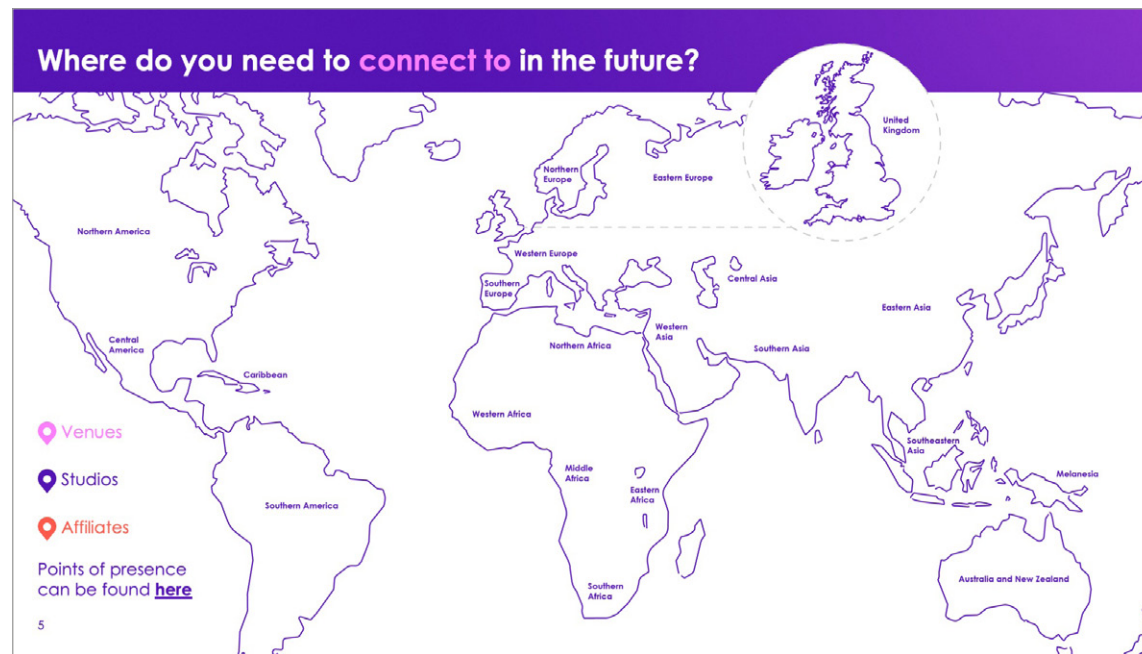 Where do you need to connect to in the future?
United
Kingdom
Northern
Europe
Eastern Europe
Northern America
Western Europe
Southern
Europe
Central Asia
Eastern Asia
Central
America
Western
Asia
Northern Africa
Southern Asia
Caribbean
Western Africa
Venues
Southeastern
Asia
Middle
Africa
Melanesia
Studios
Eastern
Africa
Southern America
Affiliates
Points of presence
can be found here
Southern
Africa
Australia and New Zealand
5